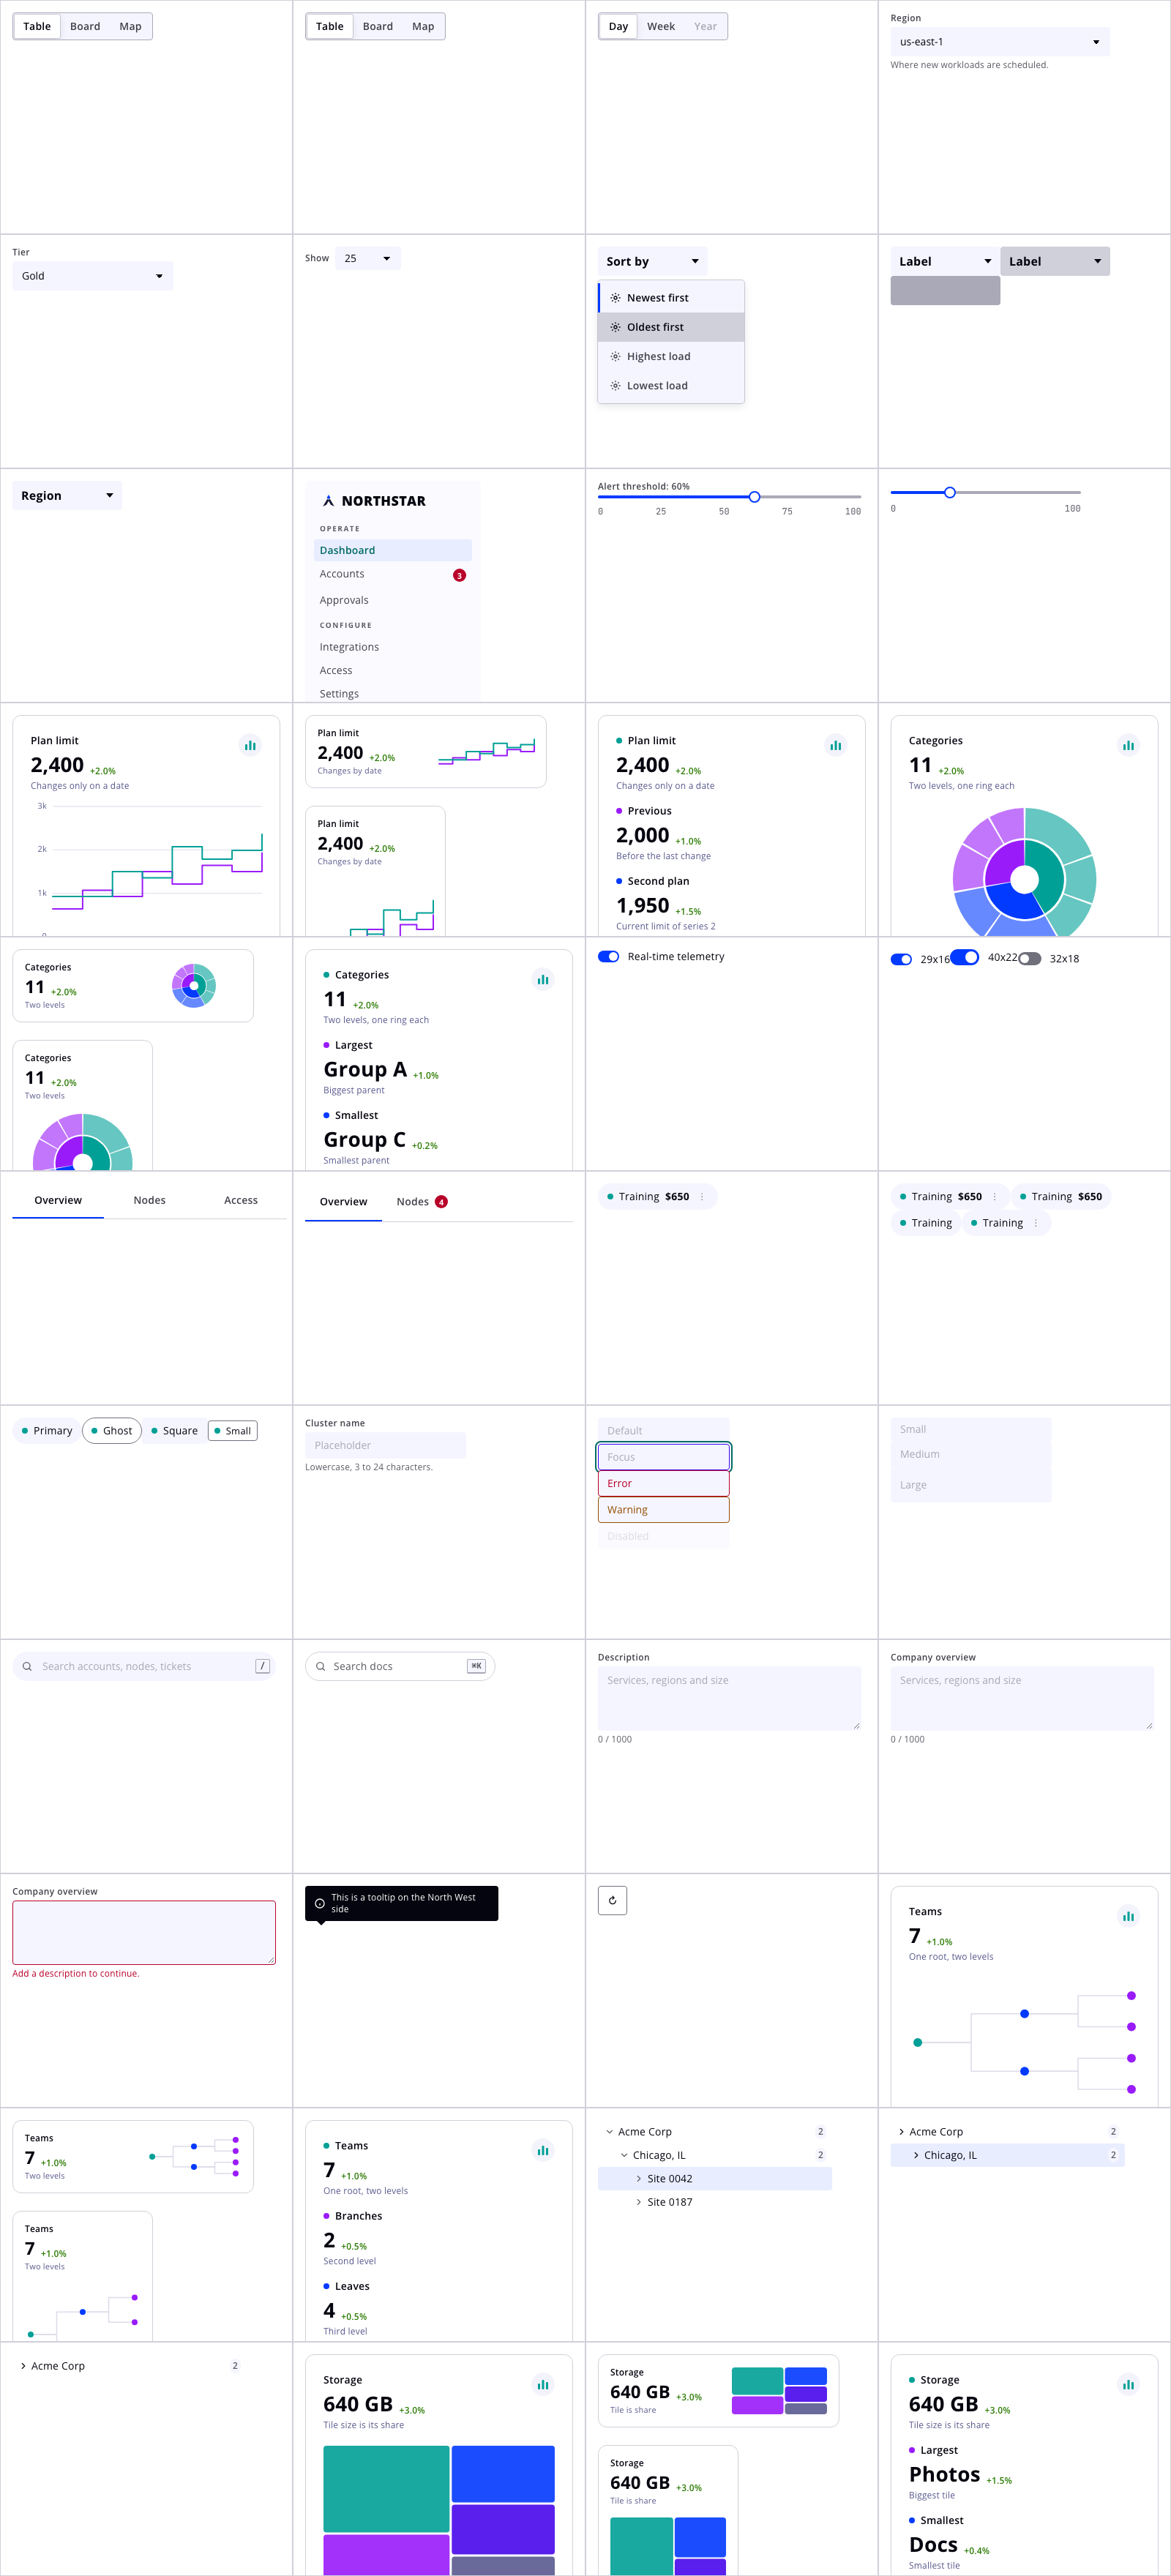 Table Board Map
Table Board Map
Day Week Year
Region
us-east-1
Where new workloads are scheduled.
Tier
Gold
Show 25
Sort by
Newest first
Oldest first
Highest load
Lowest load
Label Label
Region
NORTHSTAR
OPERATE
Dashboard
Accounts 3
Approvals
CONFIGURE
Integrations
Access
Settings
Alert threshold: 60%
0 25 50 75 100
0 100
Plan limit
2,400 +2.0%
Changes only on a date
3k
2k
1k
0
Plan limit
2,400 +2.0%
Changes by date
Plan limit
2,400 +2.0%
Changes by date
Plan limit
2,400 +2.0%
Changes only on a date
Previous
2,000 +1.0%
Before the last change
Second plan
1,950 +1.5%
Current limit of series 2
Categories
11 +2.0%
Two levels, one ring each
Categories
11 +2.0%
Two levels
Categories
11 +2.0%
Two levels
Categories
11 +2.0%
Two levels, one ring each
Largest
Group A +1.0%
Biggest parent
Smallest
Group C +0.2%
Smallest parent
Real-time telemetry
29x16 40x22 32x18
Overview Nodes Access
Overview Nodes 4
Training $650
Training $650 Training $650
Training Training
Primary Ghost Square Small
Cluster name
Placeholder
Lowercase, 3 to 24 characters.
Default
Focus
Error
Warning
Disabled
Small
Medium
Large
Search accounts, nodes, tickets /
Search docs ⌘K
Description
Services, regions and size
0 / 1000
Company overview
Services, regions and size
0 / 1000
Company overview
Add a description to continue.
This is a tooltip on the North West
side
Teams
7 +1.0%
One root, two levels
Teams
7 +1.0%
Two levels
Teams
7 +1.0%
Two levels
Teams
7 +1.0%
One root, two levels
Branches
2 +0.5%
Second level
Leaves
4 +0.5%
Third level
Acme Corp 2
Chicago, IL 2
Site 0042
Site 0187
Acme Corp 2
Chicago, IL 2
Acme Corp 2
Storage
640 GB +3.0%
Tile size is its share
Storage
640 GB +3.0%
Tile is share
Storage
640 GB +3.0%
Tile is share
Storage
640 GB +3.0%
Tile size is its share
Largest
Photos +1.5%
Biggest tile
Smallest
Docs +0.4%
Smallest tile